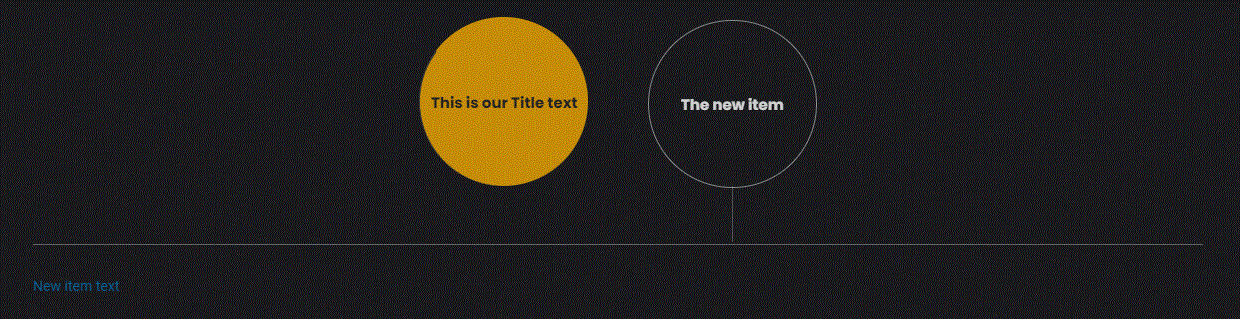 This is our Title text
The new item
New item text